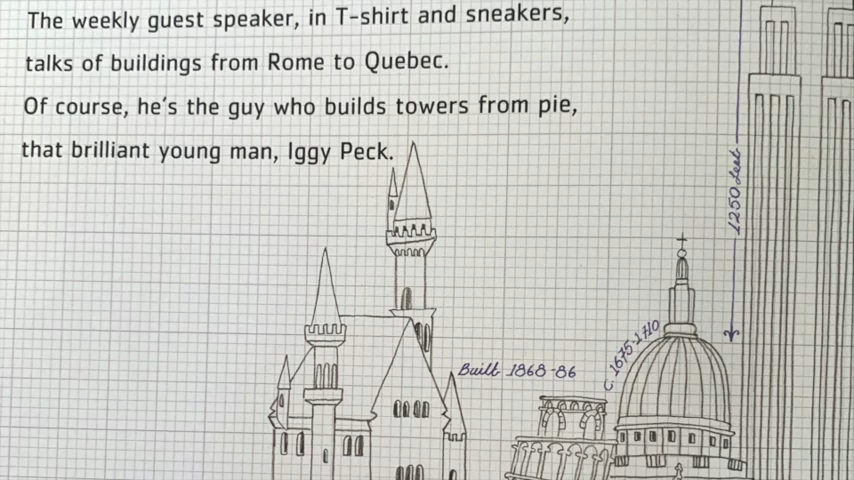 The weekly guest speaker, in T-shirt and sneakers,
talks of buildings from Rome to Quebec.
Of course, he's the guy who builds towers from pie,
that brilliant young man, Iggy Peck.
1250 feet
c. 1675-1710
Built 1868-86